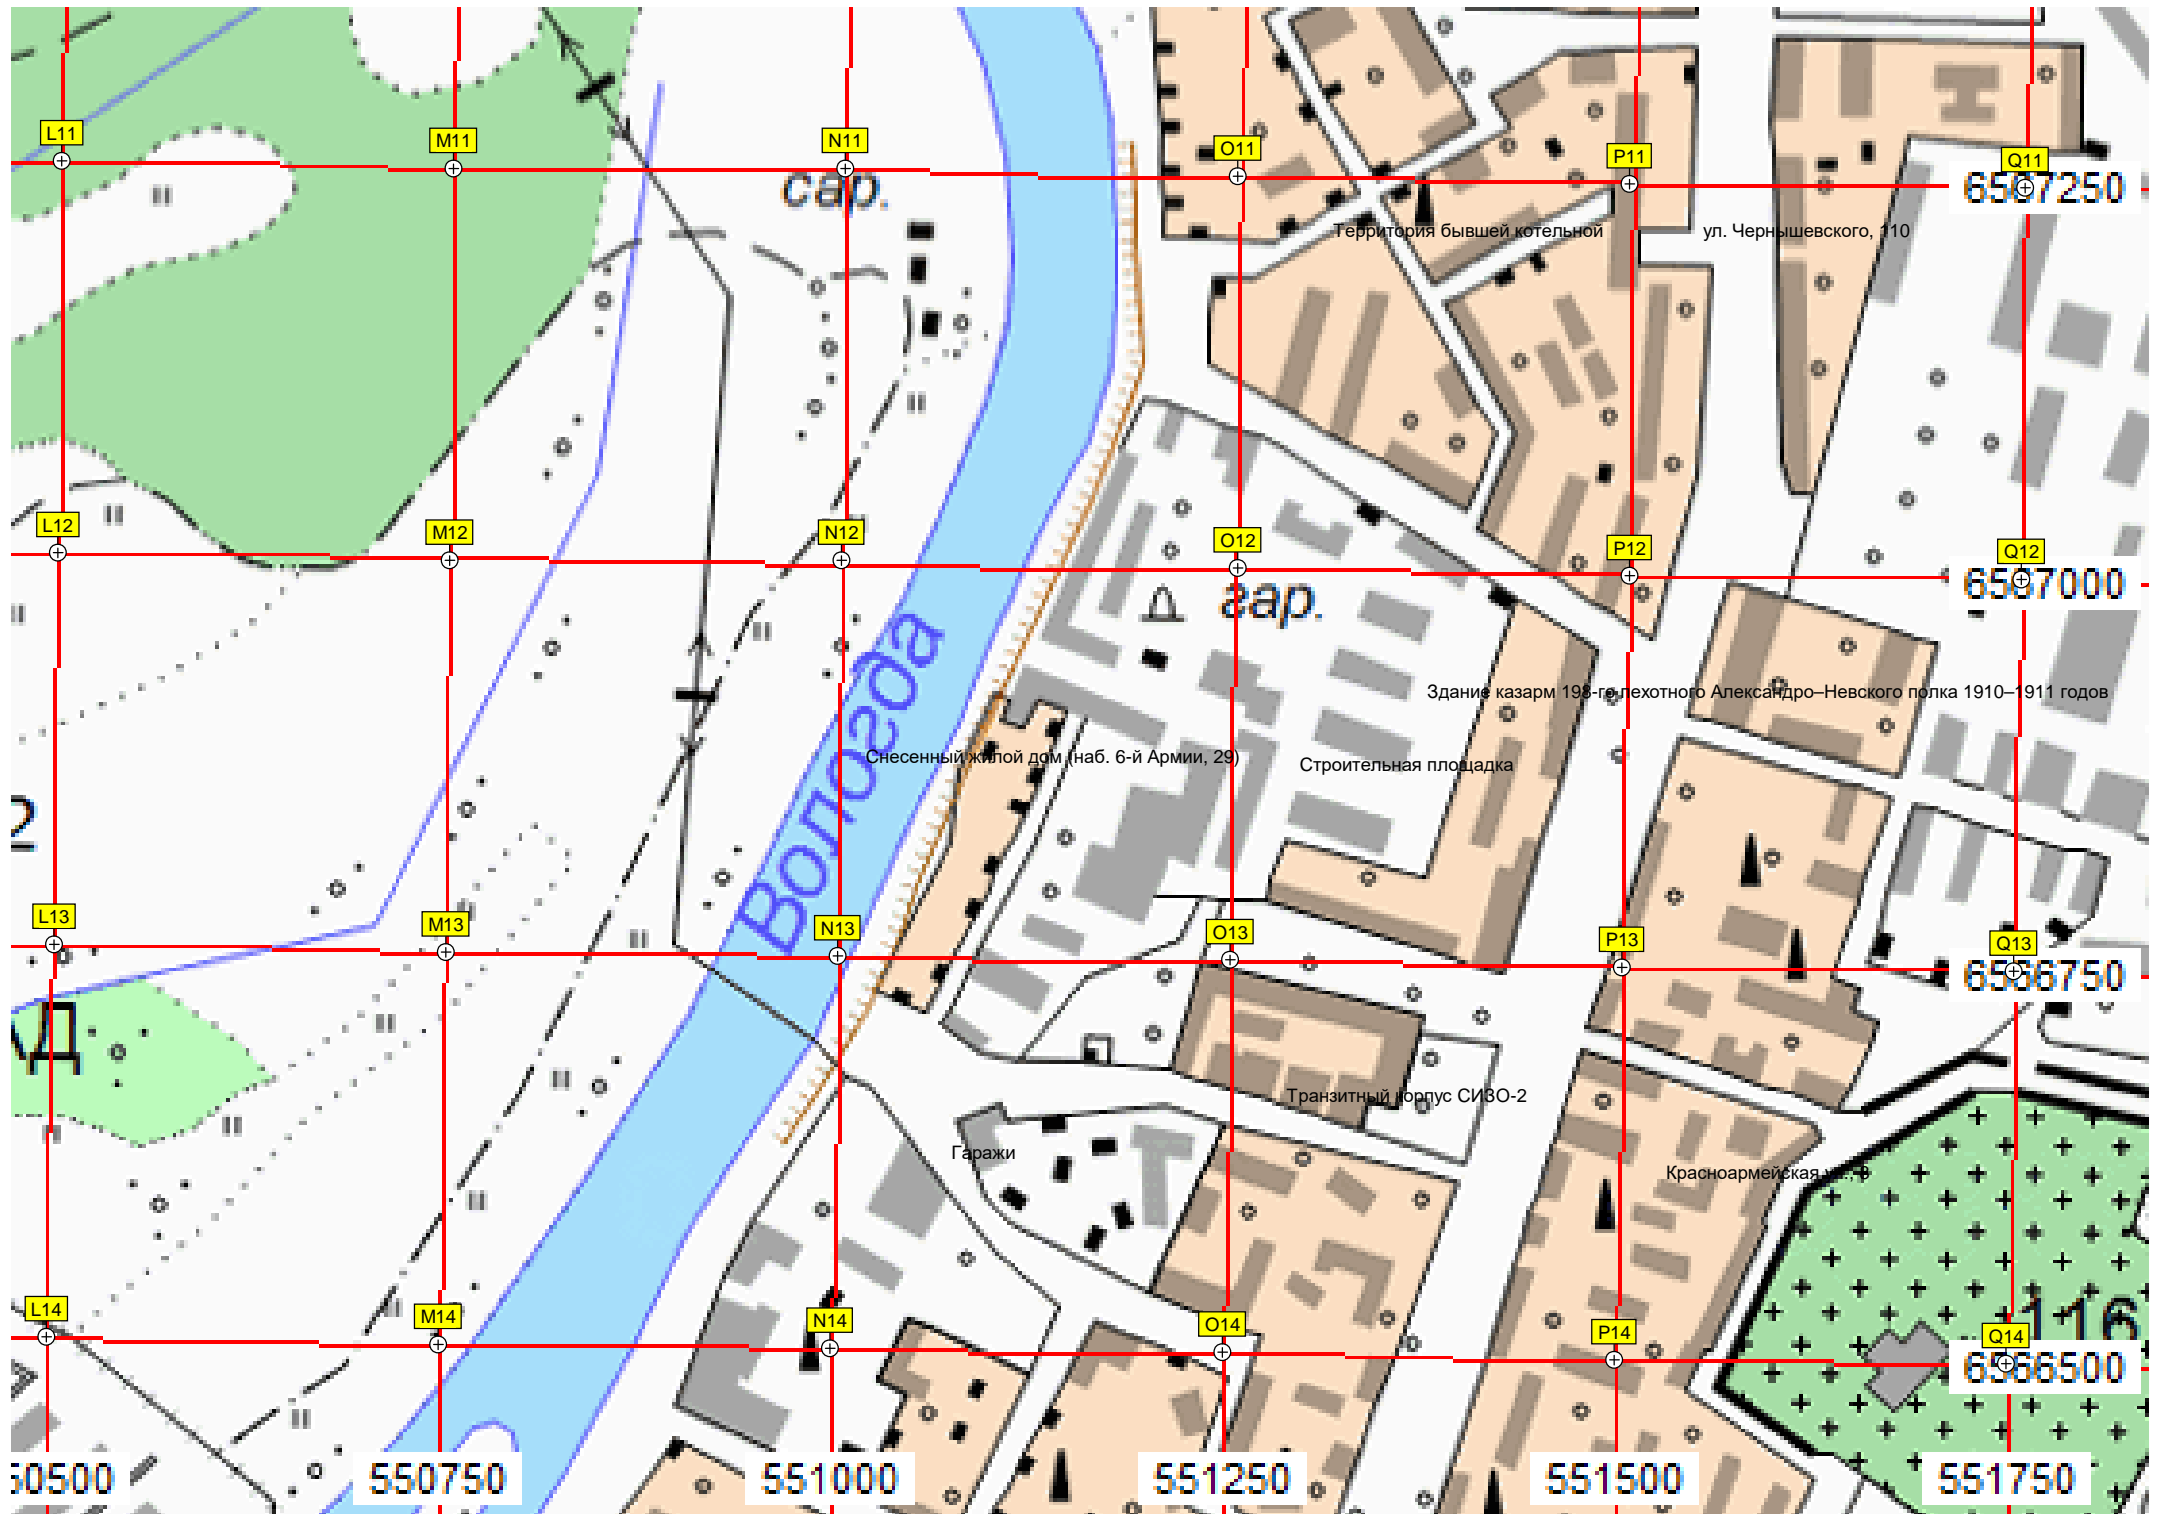 L11
M11
N11
O11
P11
Q11
6567250
сар.
Территория бывшей котельной
ул. Чернышевского, 110
L12
M12
N12
O12
P12
Q12
6567000
гар.
Вологда
Здание казарм 198-го пехотного Александро–Невского полка 1910–1911 годов
Снесенный жилой дом (наб. 6-й Армии, 29)
Строительная площадка
2
L13
M13
N13
O13
P13
Q13
6566750
Д
Транзитный корпус СИЗО-2
Гаражи
Красноармейская
L14
M14
N14
O14
P14
Q14
116
6566500
50500
550750
551000
551250
551500
551750